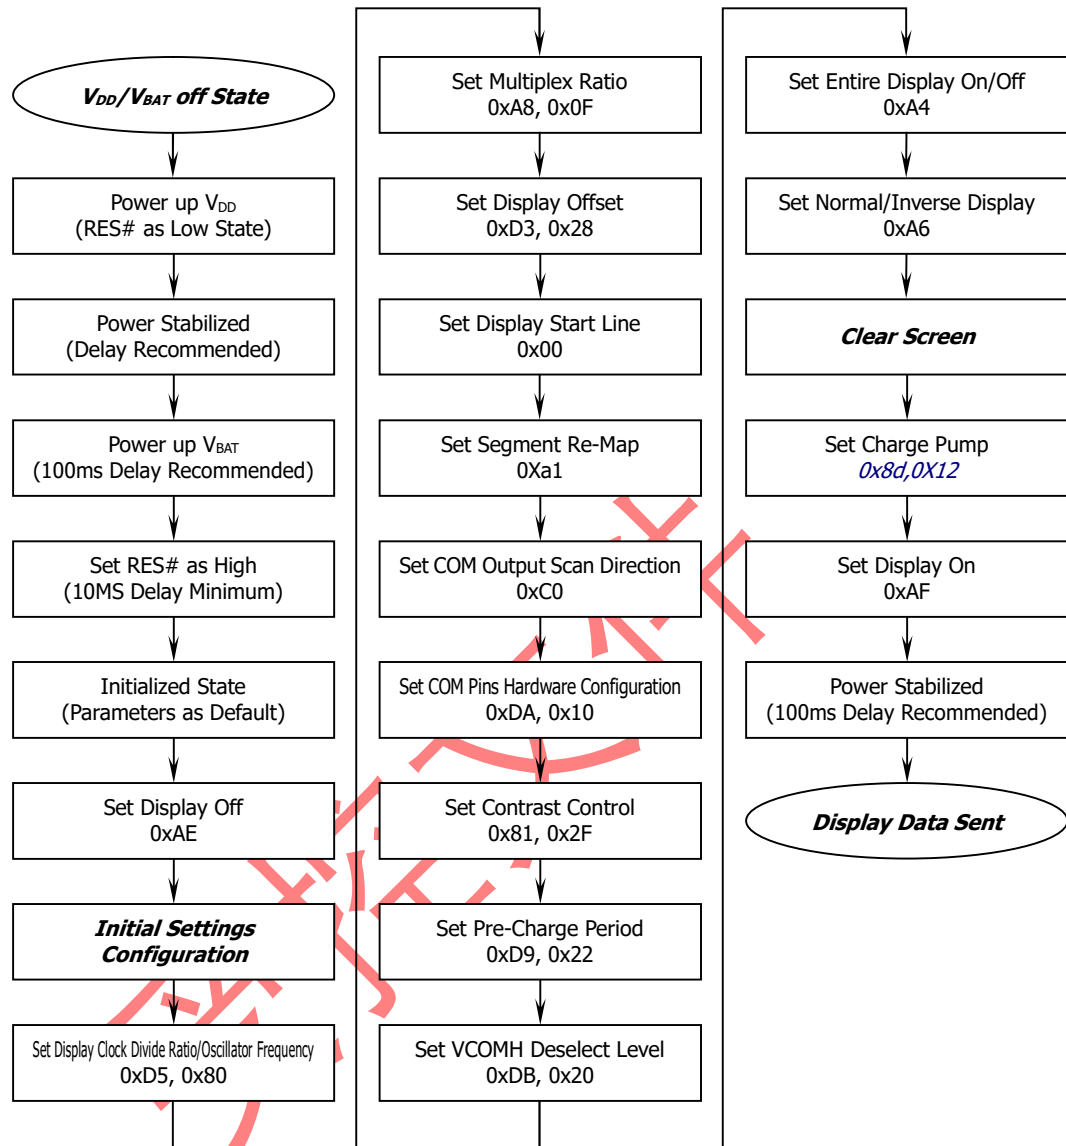 VDD/VBAT off State
Power up VDD
(RES# as Low State)
Power Stabilized
(Delay Recommended)
Power up VBAT
(100ms Delay Recommended)
Set RES# as High
(10MS Delay Minimum)
Initialized State
(Parameters as Default)
Set Display Off
0xAE
Initial Settings
Configuration
Set Display Clock Divide Ratio/Oscillator Frequency
0xD5, 0x80
Set Multiplex Ratio
0xA8, 0x0F
Set Display Offset
0xD3, 0x28
Set Display Start Line
0x00
Set Segment Re-Map
0Xa1
Set COM Output Scan Direction
0xC0
Set COM Pins Hardware Configuration
0xDA, 0x10
Set Contrast Control
0x81, 0x2F
Set Pre-Charge Period
0xD9, 0x22
Set VCOMH Deselect Level
0xDB, 0x20
Set Entire Display On/Off
0xA4
Set Normal/Inverse Display
0xA6
Clear Screen
Set Charge Pump
0x8d,0X12
Set Display On
0xAF
Power Stabilized
(100ms Delay Recommended)
Display Data Sent